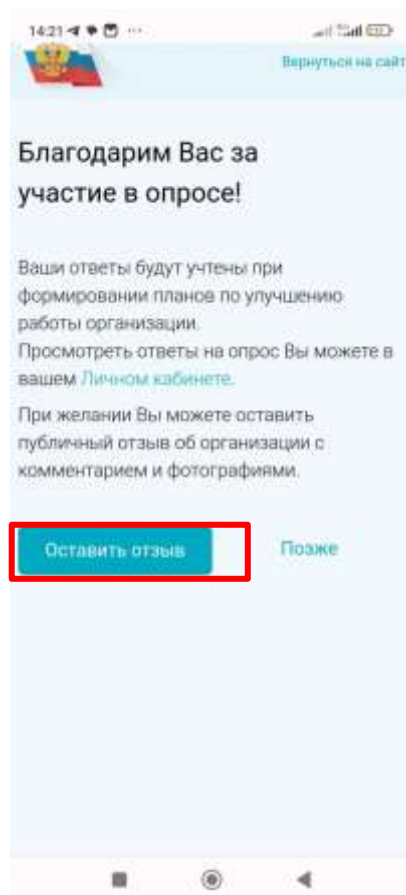 14:21
Вернуться на сайт
Благодарим Вас за
участие в опросе!
Ваши ответы будут учтены при
формировании планов по улучшению
работы организации.
Просмотреть ответы на опрос Вы можете в
вашем Личном кабинете.
При желании Вы можете оставить
публичный отзыв об организации с
комментарием и фотографиями.
Оставить отзыв
Позже